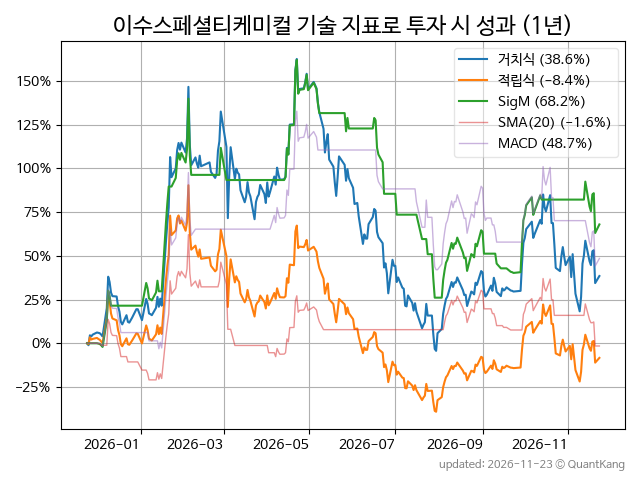 이수스페셜티케미컬 기술 지표로 투자 시 성과 (1년)
거치식 (38.6%)
적립식 (−8.4%)
SigM (68.2%)
SMA(20) (−1.6%)
MACD (48.7%)
150%
125%
100%
75%
50%
25%
0%
−25%
2026-01 2026-03 2026-05 2026-07 2026-09 2026-11
updated: 2026-11-23 ⓒ QuantKang